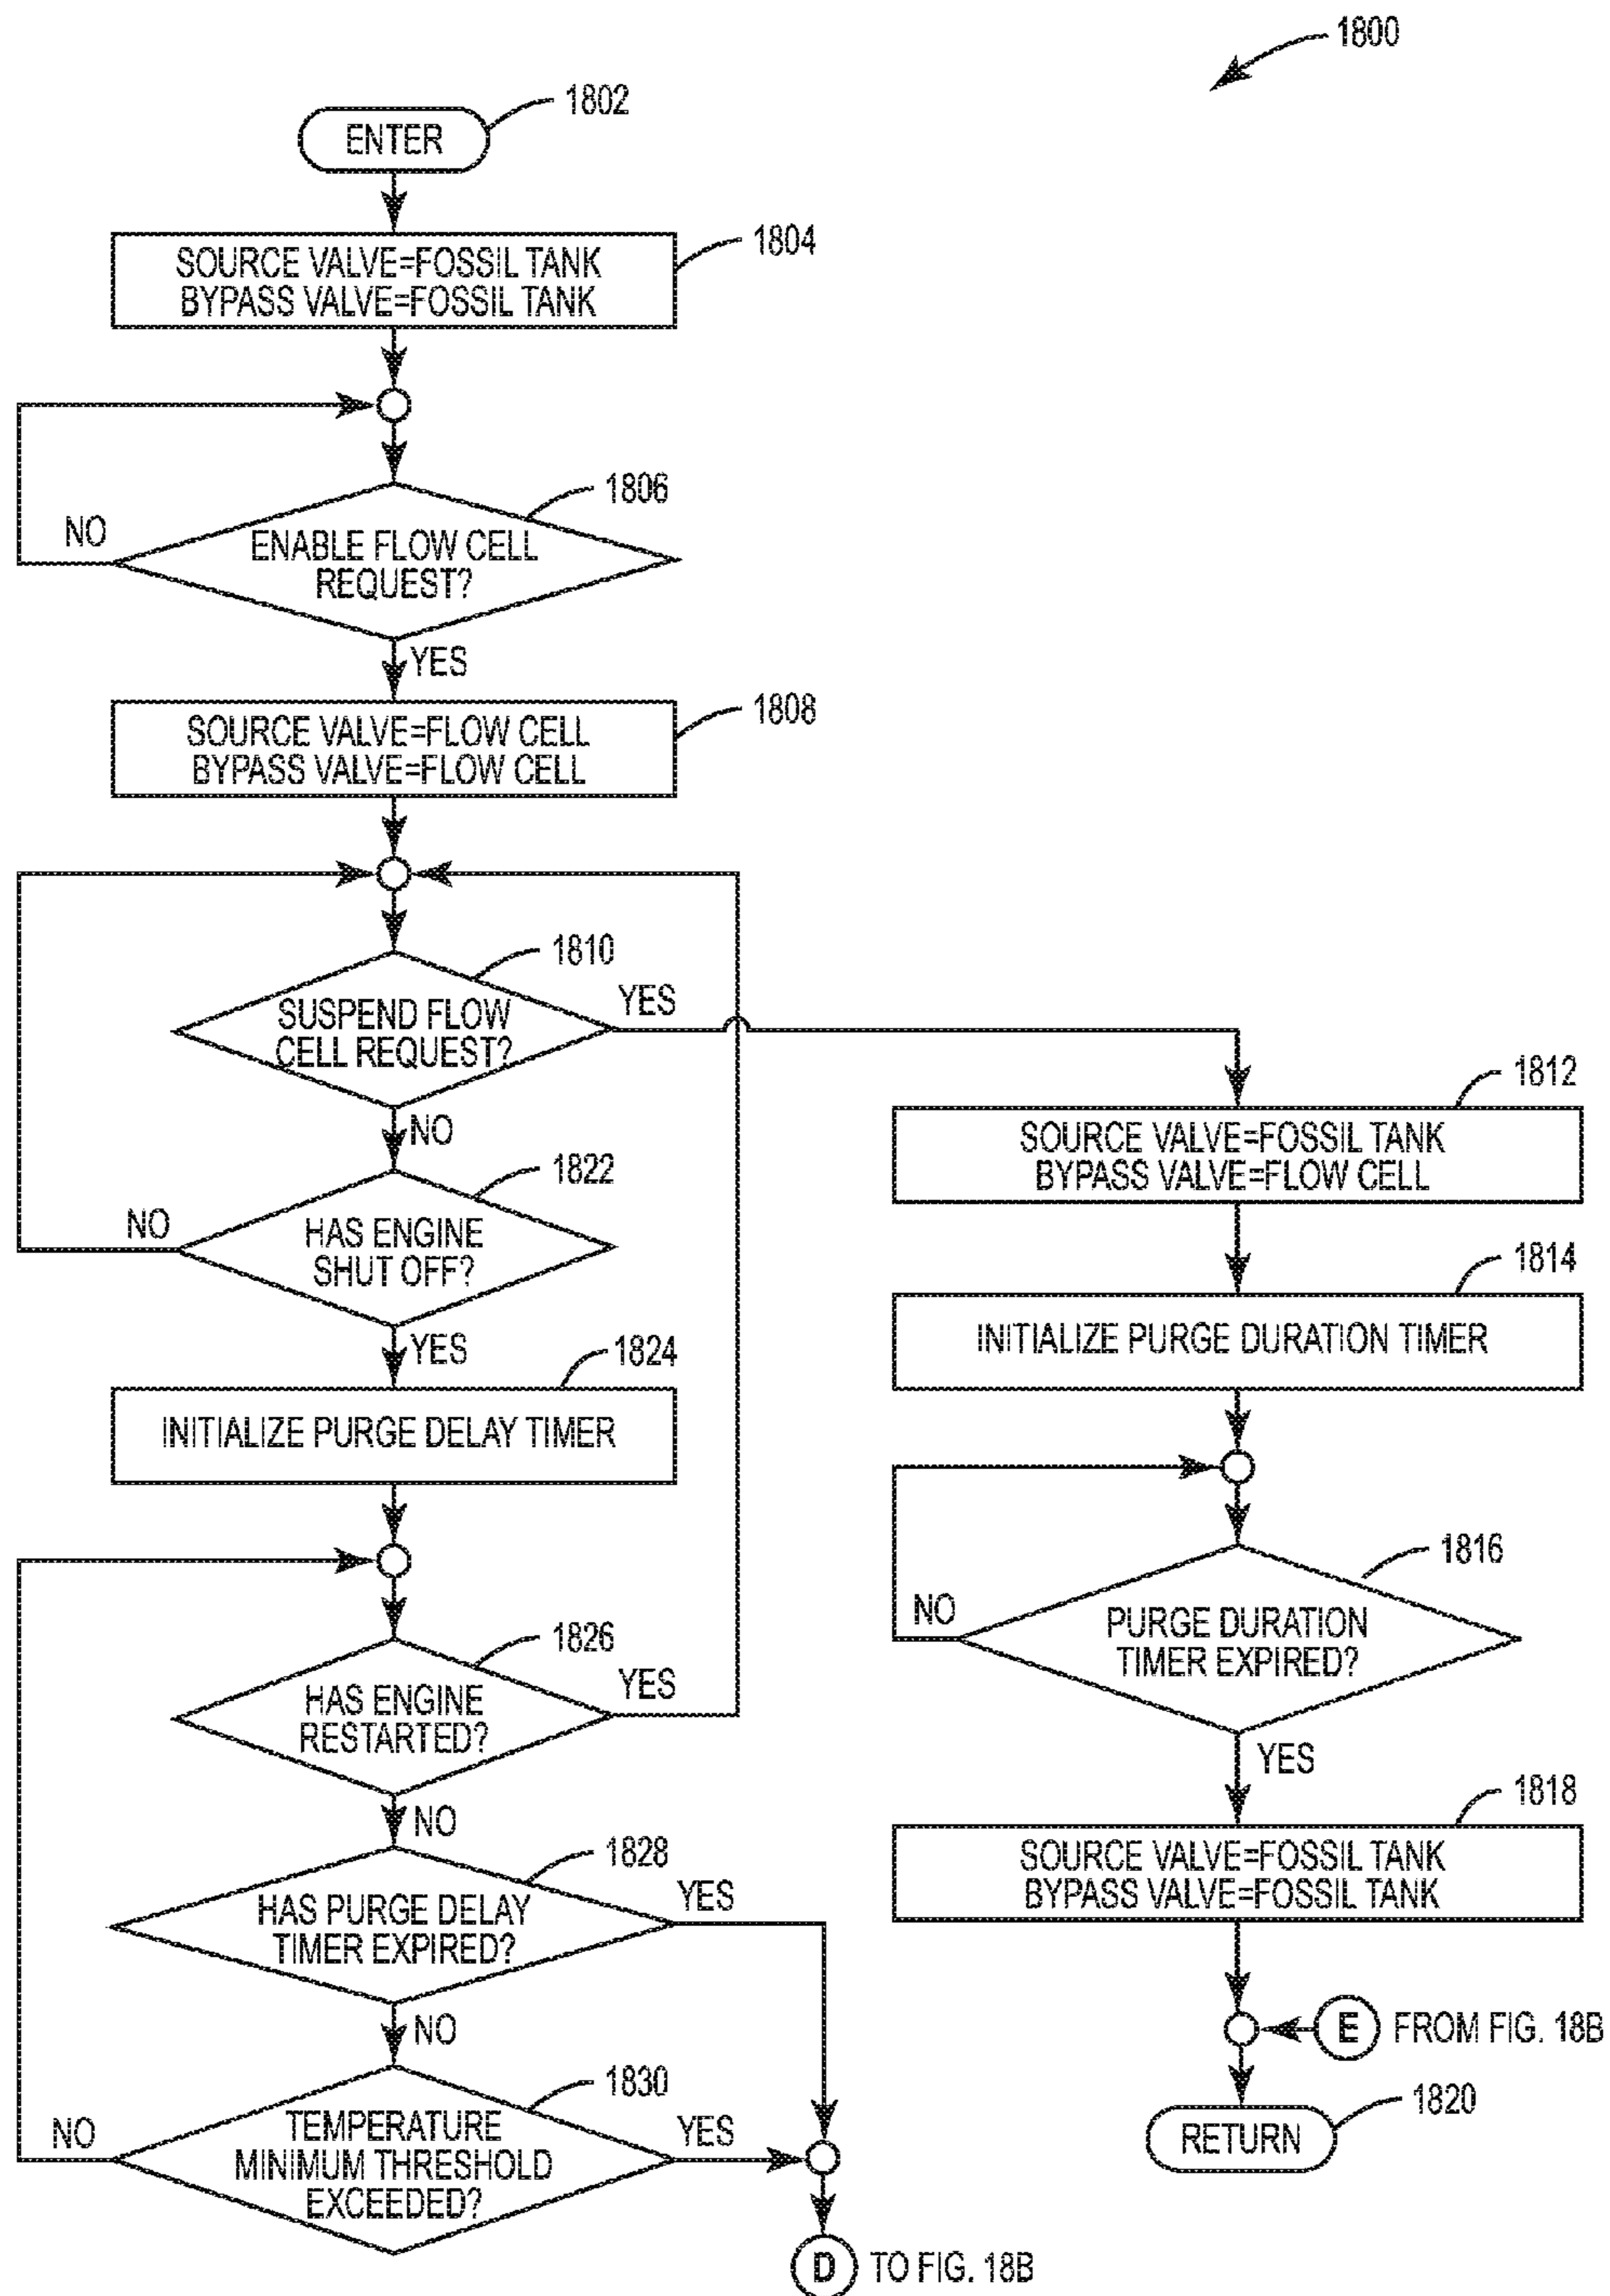 1800
1802
ENTER
1804
SOURCE VALVE=FOSSIL TANK
BYPASS VALVE=FOSSIL TANK
1806
NO
ENABLE FLOW CELL
REQUEST?
YES
1808
SOURCE VALVE=FLOW CELL
BYPASS VALVE=FLOW CELL
1810
YES
SUSPEND FLOW
CELL REQUEST?
NO
1822
NO
HAS ENGINE
SHUT OFF?
YES
1824
INITIALIZE PURGE DELAY TIMER
1826
YES
HAS ENGINE
RESTARTED?
NO
1828
YES
HAS PURGE DELAY
TIMER EXPIRED?
NO
1830
NO
YES
TEMPERATURE
MINIMUM THRESHOLD
EXCEEDED?
D TO FIG. 18B
1812
SOURCE VALVE=FOSSIL TANK
BYPASS VALVE=FLOW CELL
1814
INITIALIZE PURGE DURATION TIMER
1816
NO
PURGE DURATION
TIMER EXPIRED?
YES
1818
SOURCE VALVE=FOSSIL TANK
BYPASS VALVE=FOSSIL TANK
E FROM FIG. 18B
1820
RETURN